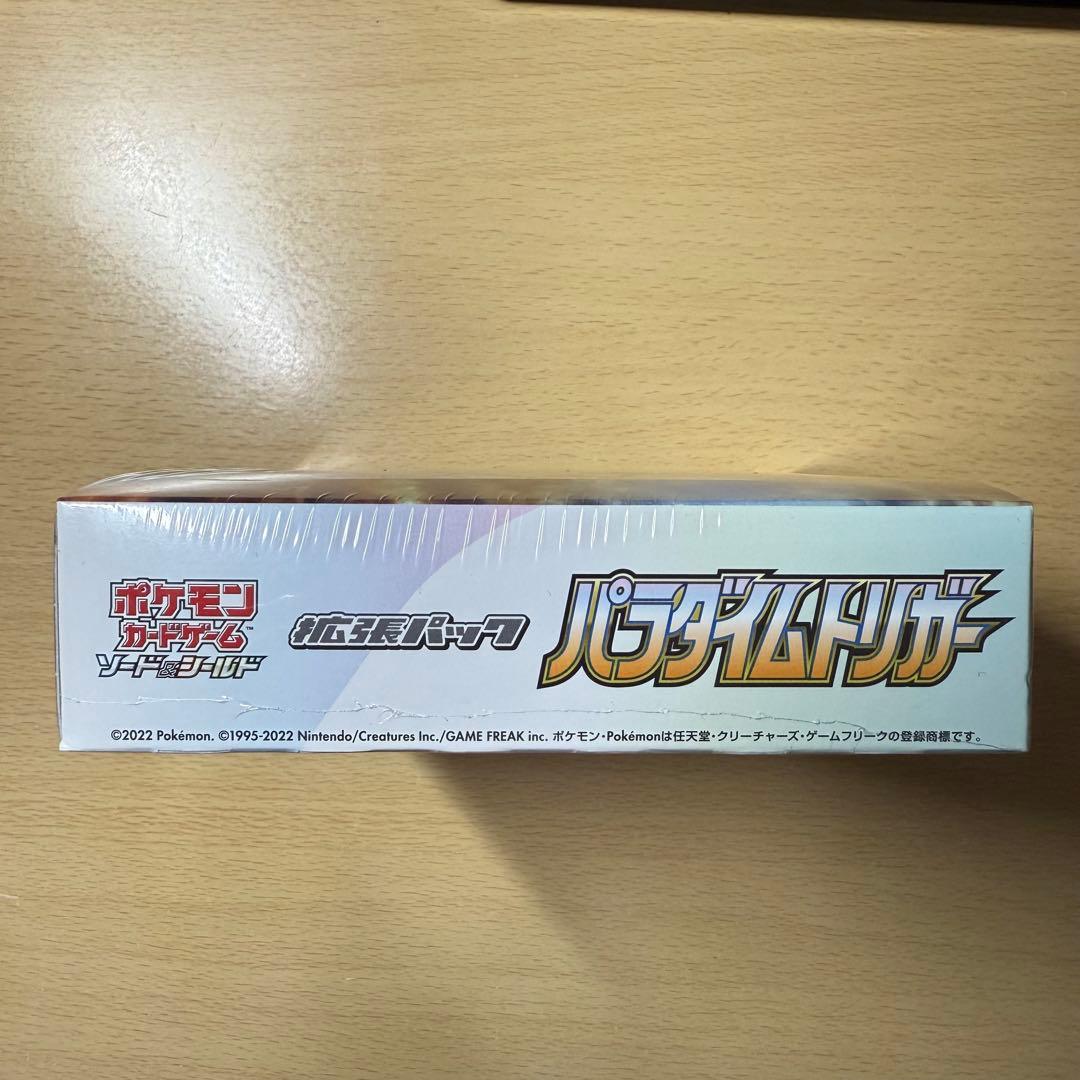 ポケモン
カードゲーム™
ソード&シールド
拡張パック
パラダイムトリガー
©2022 Pokémon. ©1995-2022 Nintendo/Creatures Inc./GAME FREAK inc. ポケモン・Pokémonは任天堂・クリーチャーズ・ゲームフリークの登録商標です。